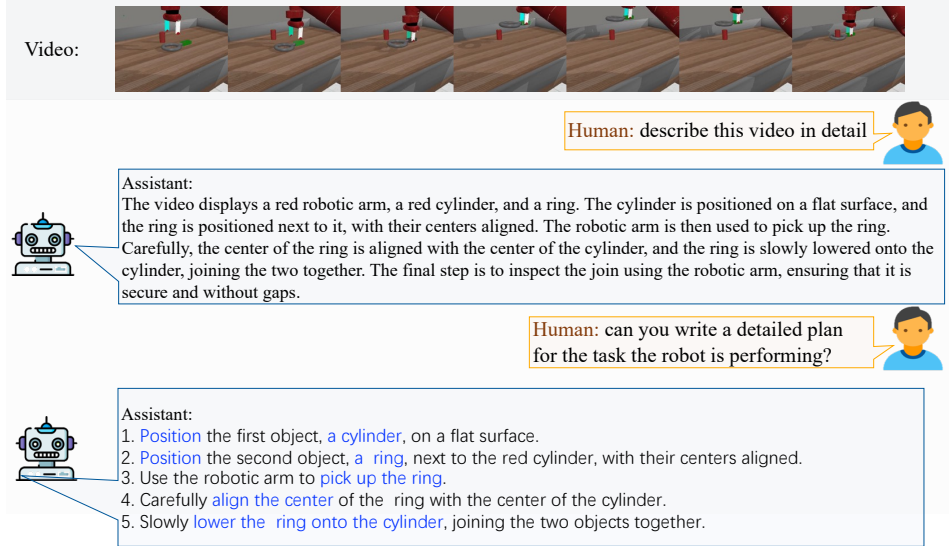 Video:
Human: describe this video in detail
Assistant:
The video displays a red robotic arm, a red cylinder, and a ring. The cylinder is positioned on a flat surface, and
the ring is positioned next to it, with their centers aligned. The robotic arm is then used to pick up the ring.
Carefully, the center of the ring is aligned with the center of the cylinder, and the ring is slowly lowered onto the
cylinder, joining the two together. The final step is to inspect the join using the robotic arm, ensuring that it is
secure and without gaps.
Human: can you write a detailed plan
for the task the robot is performing?
Assistant:
1. Position the first object, a cylinder, on a flat surface.
2. Position the second object, a ring, next to the red cylinder, with their centers aligned.
3. Use the robotic arm to pick up the ring.
4. Carefully align the center of the ring with the center of the cylinder.
5. Slowly lower the ring onto the cylinder, joining the two objects together.